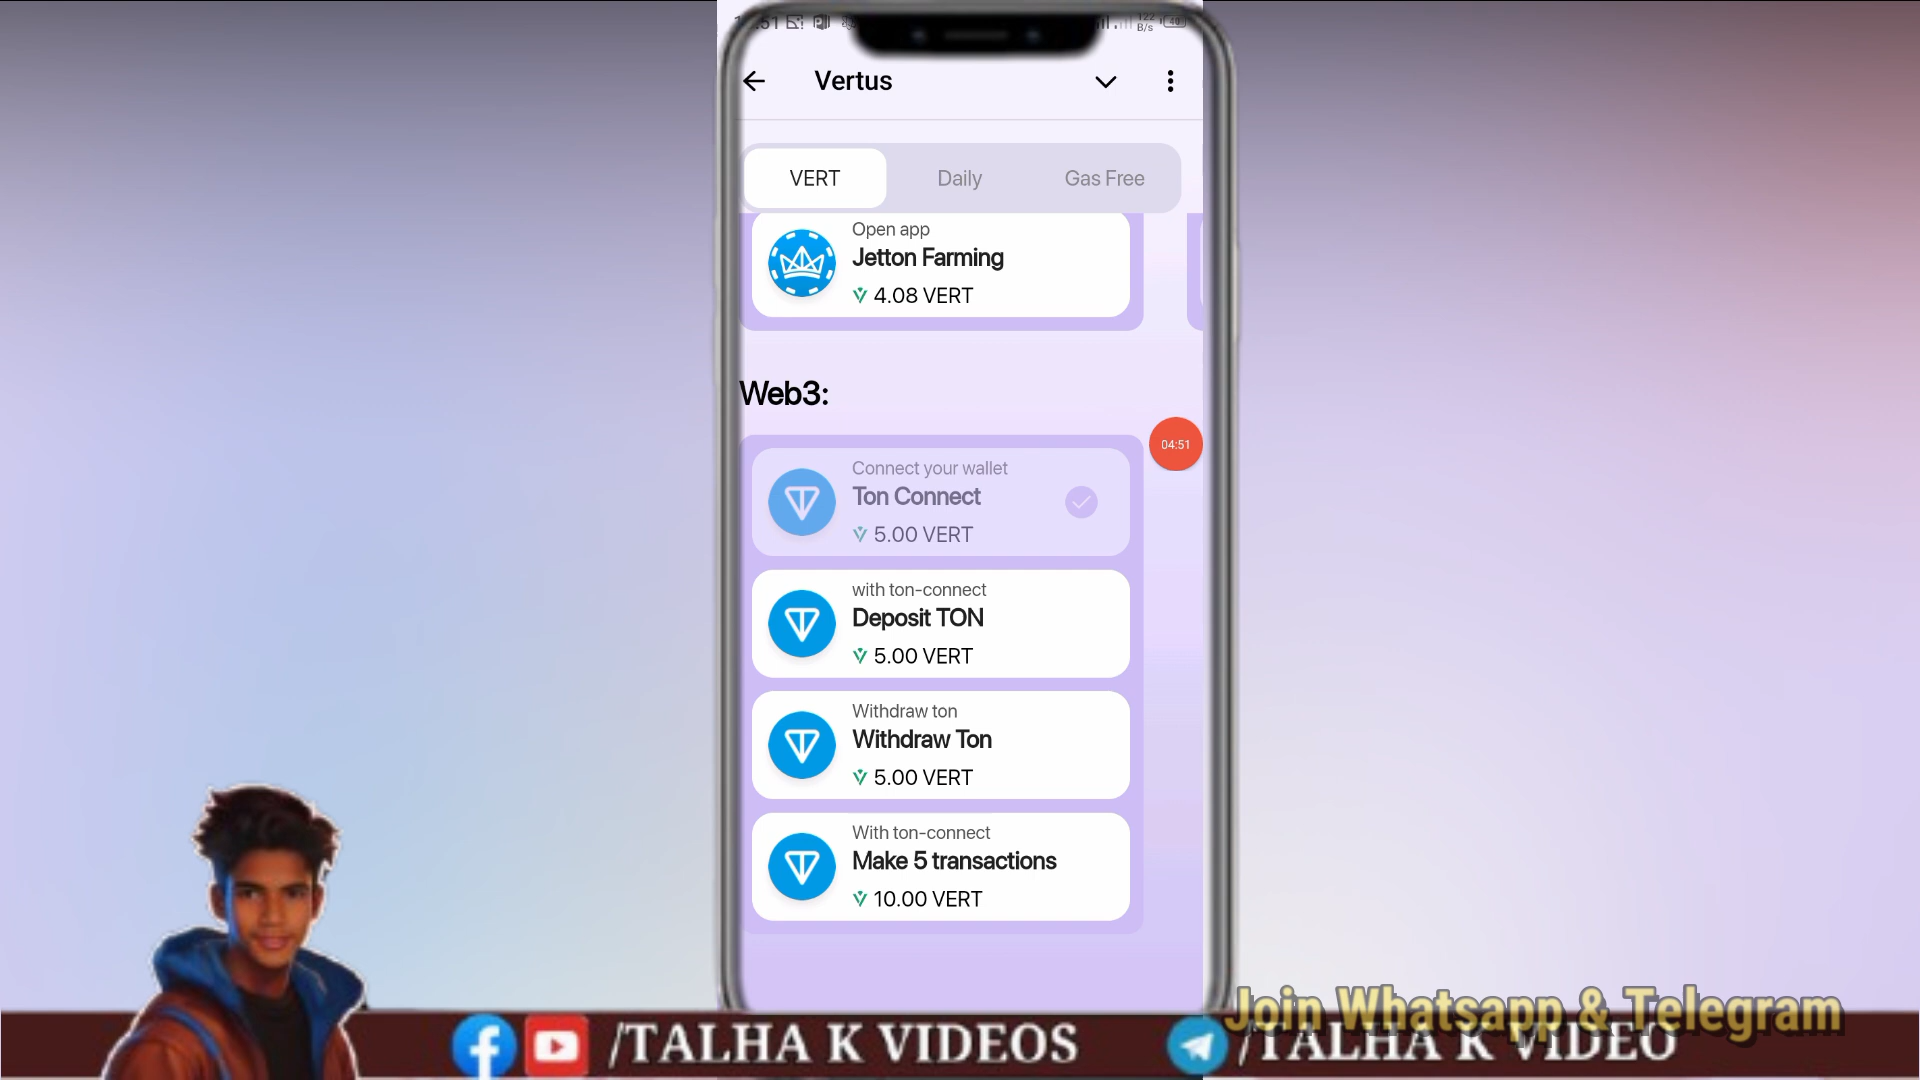 Vertus
VERT
Daily
Gas Free
Open app
Jetton Farming
4.08 VERT
Web3:
04:51
Connect your wallet
Ton Connect
5.00 VERT
with ton-connect
Deposit TON
5.00 VERT
Withdraw ton
Withdraw Ton
5.00 VERT
With ton-connect
Make 5 transactions
10.00 VERT
Join Whatsapp & Telegram
/TALHA K VIDEOS
/TALHA K VIDEO